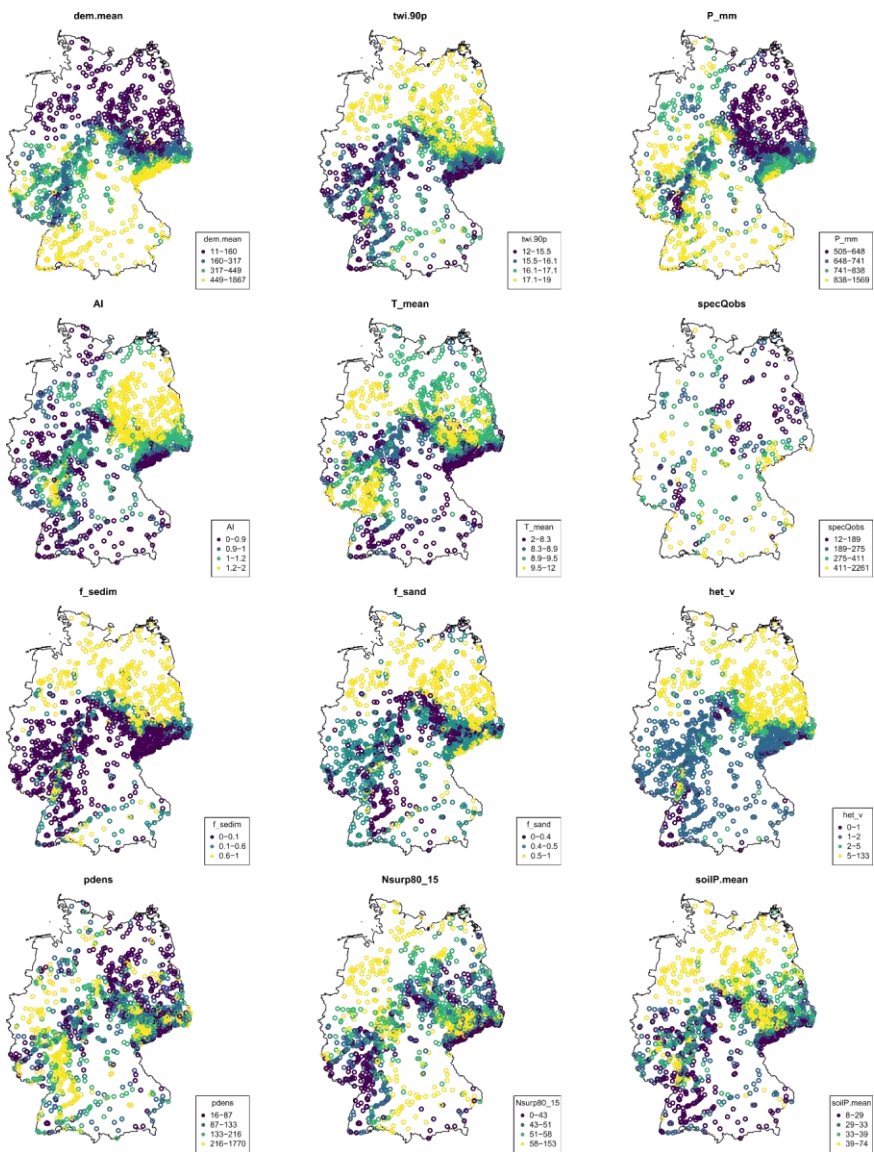 dem.mean
twi.90p
P_mm
dem.mean
11−160
160−317
317−449
449−1867
twi.90p
12−15.5
15.5−16.1
16.1−17.1
17.1−19
P_mm
505−648
648−741
741−838
838−1569
AI
T_mean
specQobs
AI
0−0.9
0.9−1
1−1.2
1.2−2
T_mean
2−8.3
8.3−8.9
8.9−9.5
9.5−12
specQobs
12−189
189−275
275−411
411−2261
f_sedim
f_sand
het_v
f_sedim
0−0.1
0.1−0.6
0.6−1
f_sand
0−0.4
0.4−0.5
0.5−1
het_v
0−1
1−2
2−5
5−133
pdens
Nsurp80_15
soilP.mean
pdens
16−87
87−133
133−216
216−1770
Nsurp80_15
0−43
43−51
51−58
58−153
soilP.mean
8−29
29−33
33−39
39−74